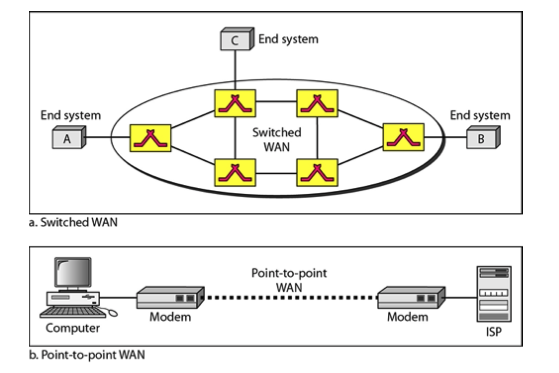 C End system
End system
A
Switched
WAN
End system
B
a. Switched WAN
Point-to-point
WAN
Computer
Modem
Modem
ISP
b. Point-to-point WAN